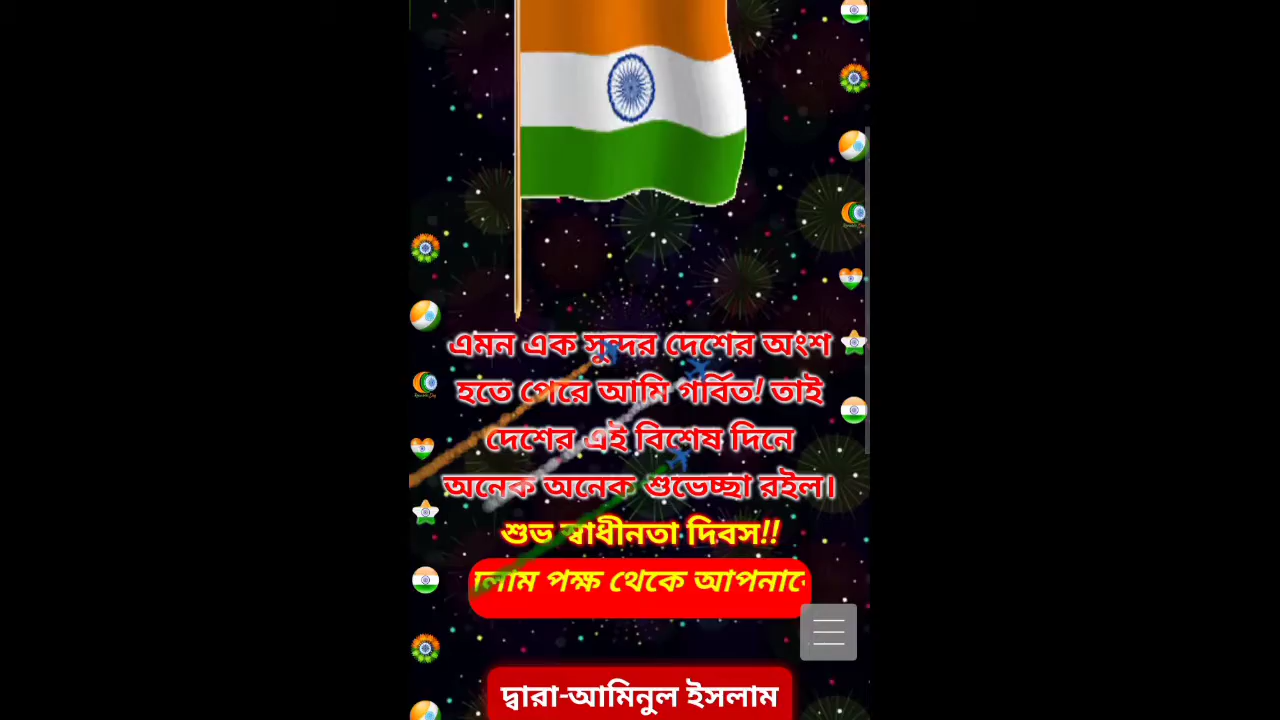 এমন এক সুন্দর দেশের অংশ
হতে পেরে আমি গর্বিত! তাই
দেশের এই বিশেষ দিনে
অনেক অনেক শুভেচ্ছা রইল।
শুভ স্বাধীনতা দিবস!!
পক্ষ থেকে
দ্বারা-আমিনুল ইসলাম